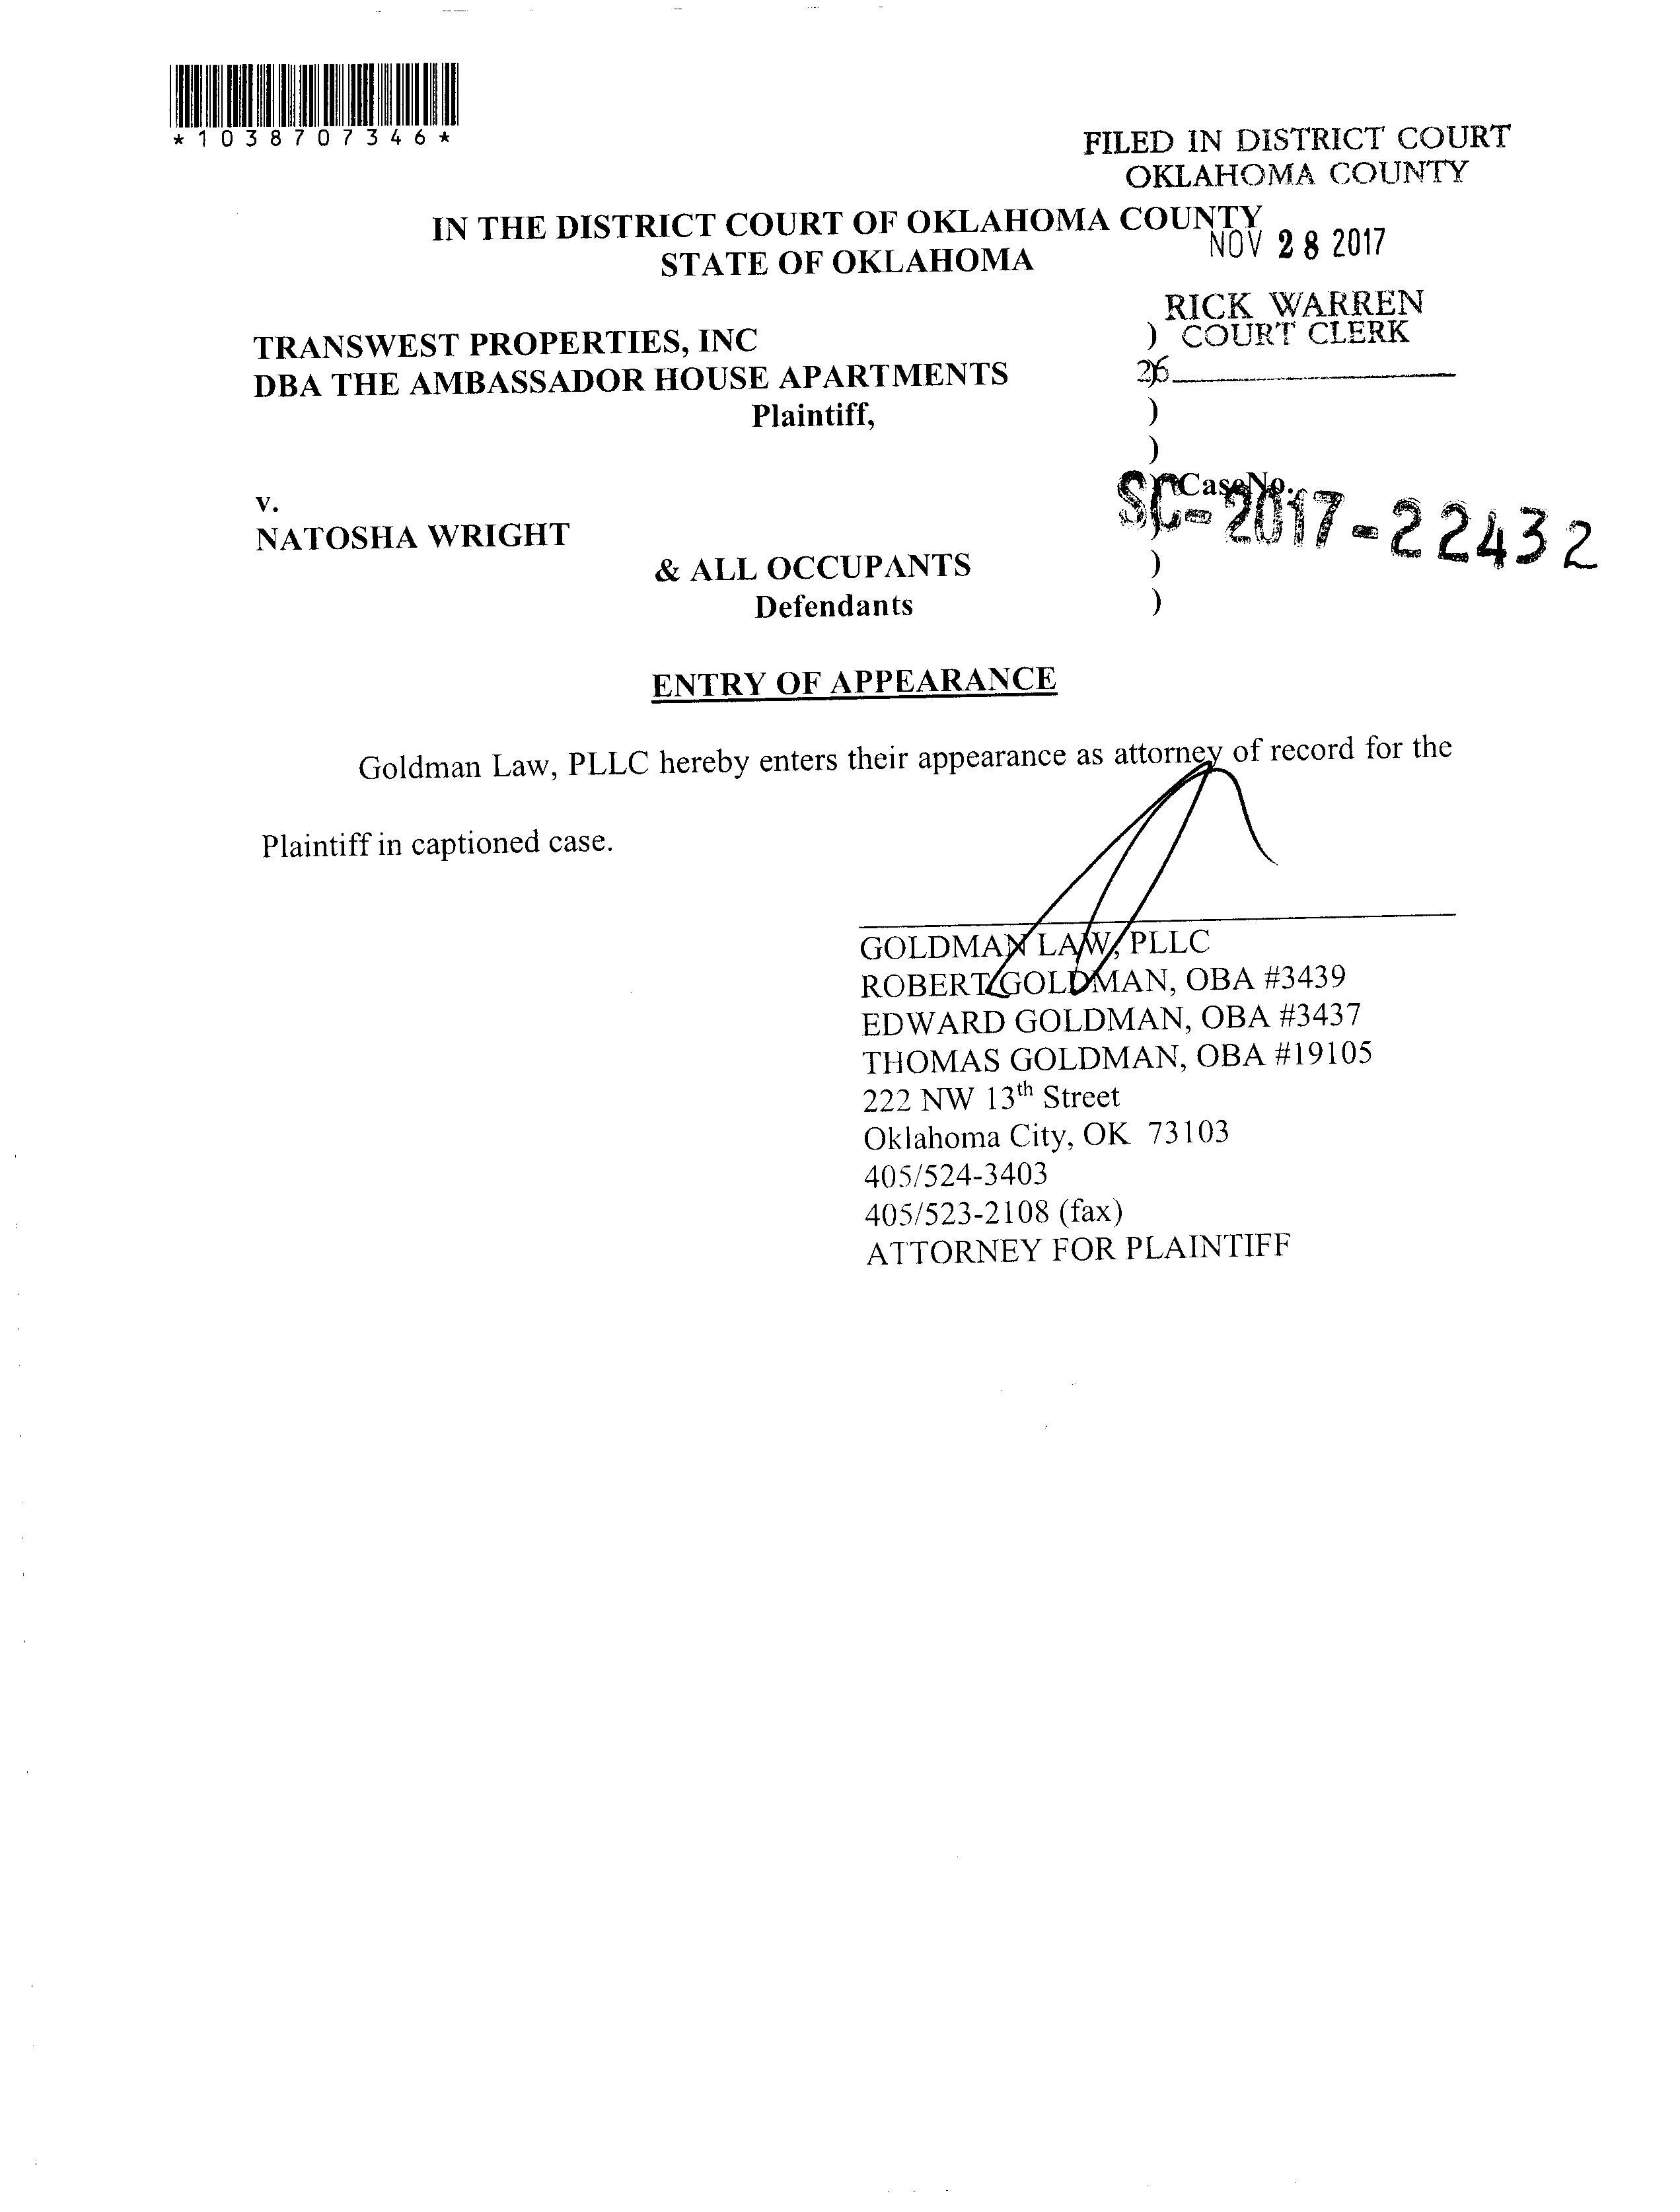 *1038707346*
FILED IN DISTRICT COURT
OKLAHOMA COUNTY
IN THE DISTRICT COURT OF OKLAHOMA COUNTY
STATE OF OKLAHOMA
NOV 28 2017
RICK WARREN
COURT CLERK
26
TRANSWEST PROPERTIES, INC )
DBA THE AMBASSADOR HOUSE APARTMENTS )
Plaintiff, )
)
v. ) Case No.
SC-2017-22432
NATOSHA WRIGHT )
& ALL OCCUPANTS )
Defendants )
ENTRY OF APPEARANCE
Goldman Law, PLLC hereby enters their appearance as attorney of record for the
Plaintiff in captioned case.
GOLDMAN LAW, PLLC
ROBERT GOLDMAN, OBA #3439
EDWARD GOLDMAN, OBA #3437
THOMAS GOLDMAN, OBA #19105
222 NW 13th Street
Oklahoma City, OK 73103
405/524-3403
405/523-2108 (fax)
ATTORNEY FOR PLAINTIFF